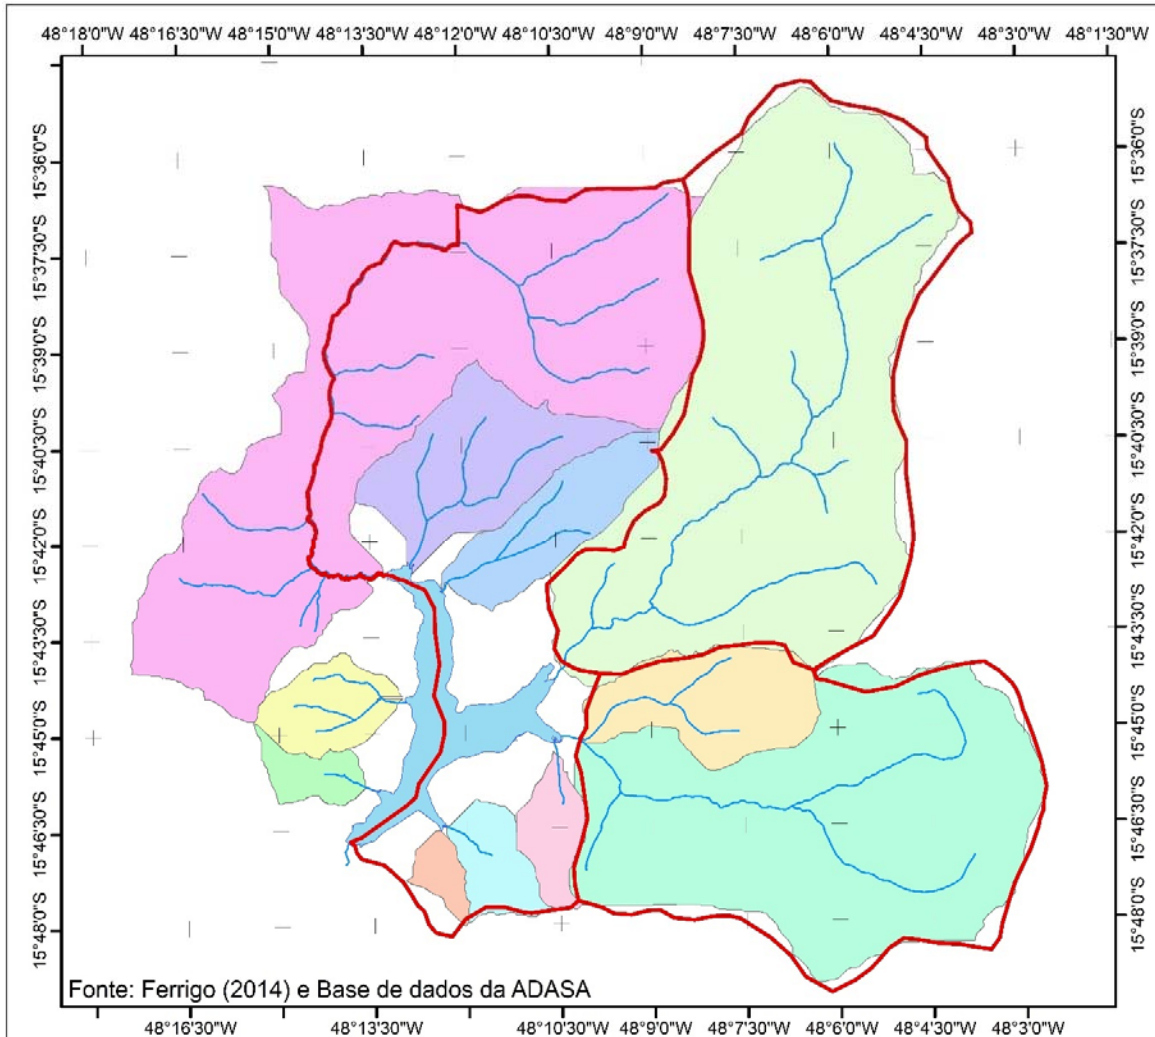 48°18'0"W 48°16'30"W 48°15'0"W 48°13'30"W 48°12'0"W 48°10'30"W 48°9'0"W 48°7'30"W 48°6'0"W 48°4'30"W 48°3'0"W 48°1'30"W
15°36'0"S 15°36'0"S
15°37'30"S 15°37'30"S
15°39'0"S 15°39'0"S
15°40'30"S 15°40'30"S
15°42'0"S 15°42'0"S
15°43'30"S 15°43'30"S
15°45'0"S 15°45'0"S
15°46'30"S 15°46'30"S
15°48'0"S 15°48'0"S
Fonte: Ferrigo (2014) e Base de dados da ADASA
48°16'30"W 48°13'30"W 48°10'30"W 48°9'0"W 48°7'30"W 48°6'0"W 48°4'30"W 48°3'0"W